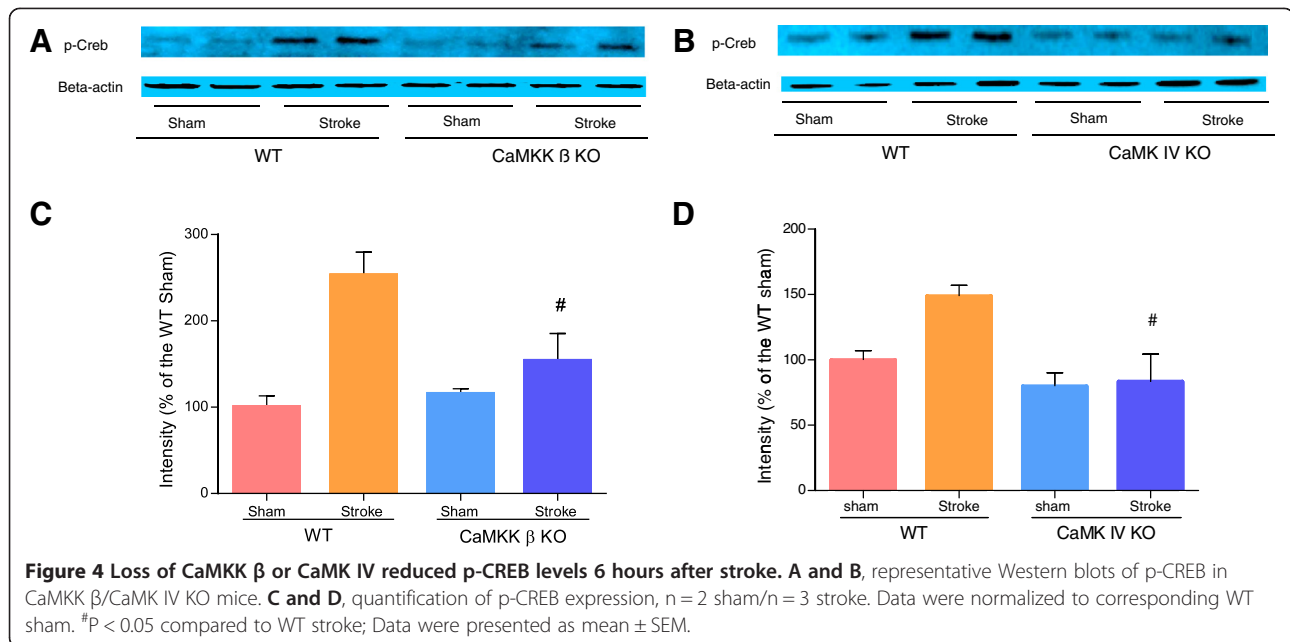 A
p-Creb
Beta-actin
Sham Stroke Sham Stroke
WT CaMKK ß KO
B
p-Creb
Beta-actin
Sham Stroke Sham Stroke
WT CaMK IV KO
C
Intensity (% of the WT Sham)
300
200
100
0
#
Sham Stroke Sham Stroke
WT CaMKK β KO
D
Intensity (% of the WT sham)
200
150
100
50
0
#
sham Stroke sham Stroke
WT CaMK IV KO
Figure 4 Loss of CaMKK β or CaMK IV reduced p-CREB levels 6 hours after stroke. A and B, representative Western blots of p-CREB in
CaMKK β/CaMK IV KO mice. C and D, quantification of p-CREB expression, n = 2 sham/n = 3 stroke. Data were normalized to corresponding WT
sham. #P < 0.05 compared to WT stroke; Data were presented as mean ± SEM.